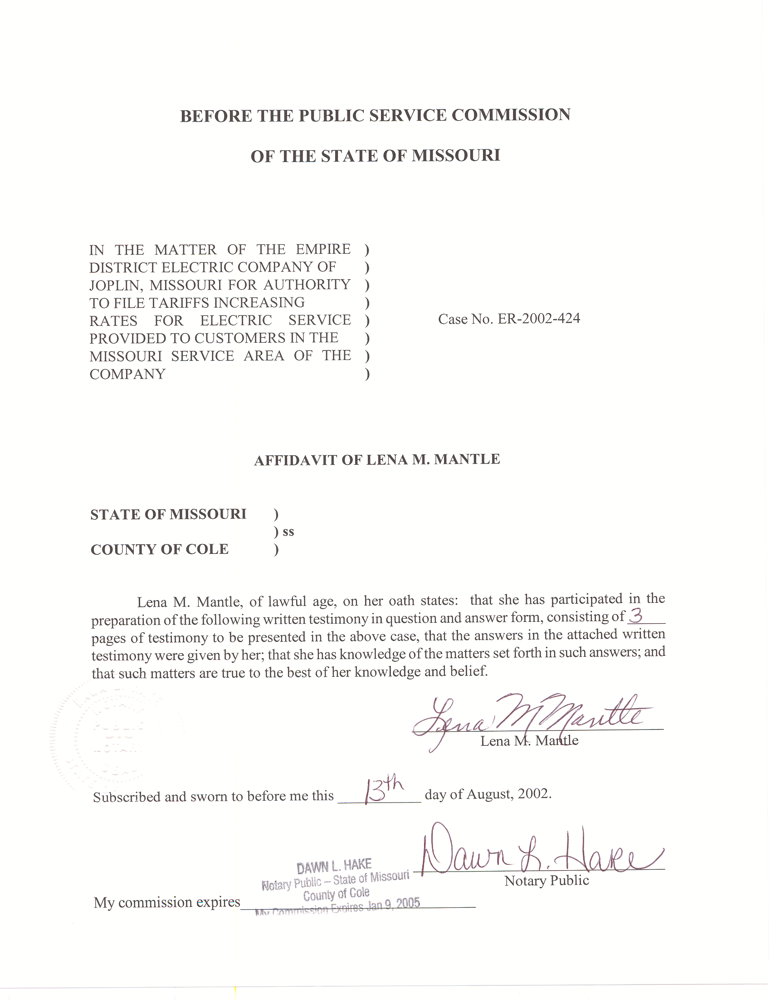 BEFORE THE PUBLIC SERVICE COMMISSION
OF THE STATE OF MISSOURI
IN THE MATTER OF THE EMPIRE )
DISTRICT ELECTRIC COMPANY OF )
JOPLIN, MISSOURI FOR AUTHORITY )
TO FILE TARIFFS INCREASING )
RATES FOR ELECTRIC SERVICE ) Case No. ER-2002-424
PROVIDED TO CUSTOMERS IN THE )
MISSOURI SERVICE AREA OF THE )
COMPANY )
AFFIDAVIT OF LENA M. MANTLE
STATE OF MISSOURI )
) ss
COUNTY OF COLE )
Lena M. Mantle, of lawful age, on her oath states: that she has participated in the
preparation of the following written testimony in question and answer form, consisting of 3
pages of testimony to be presented in the above case, that the answers in the attached written
testimony were given by her; that she has knowledge of the matters set forth in such answers; and
that such matters are true to the best of her knowledge and belief.
Lena M Mantle
Lena M. Mantle
PUBLIC
NOTARY
SEAL
Subscribed and sworn to before me this 13th day of August, 2002.
Dawn L. Hake
Notary Public
DAWN L. HAKE
Notary Public – State of Missouri
County of Cole
My Commission Expires Jan 9, 2005
My commission expires